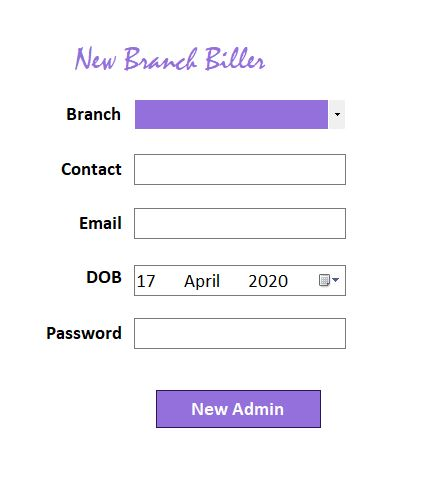 New Branch Biller
Branch
Contact
Email
DOB 17 April 2020
Password
New Admin